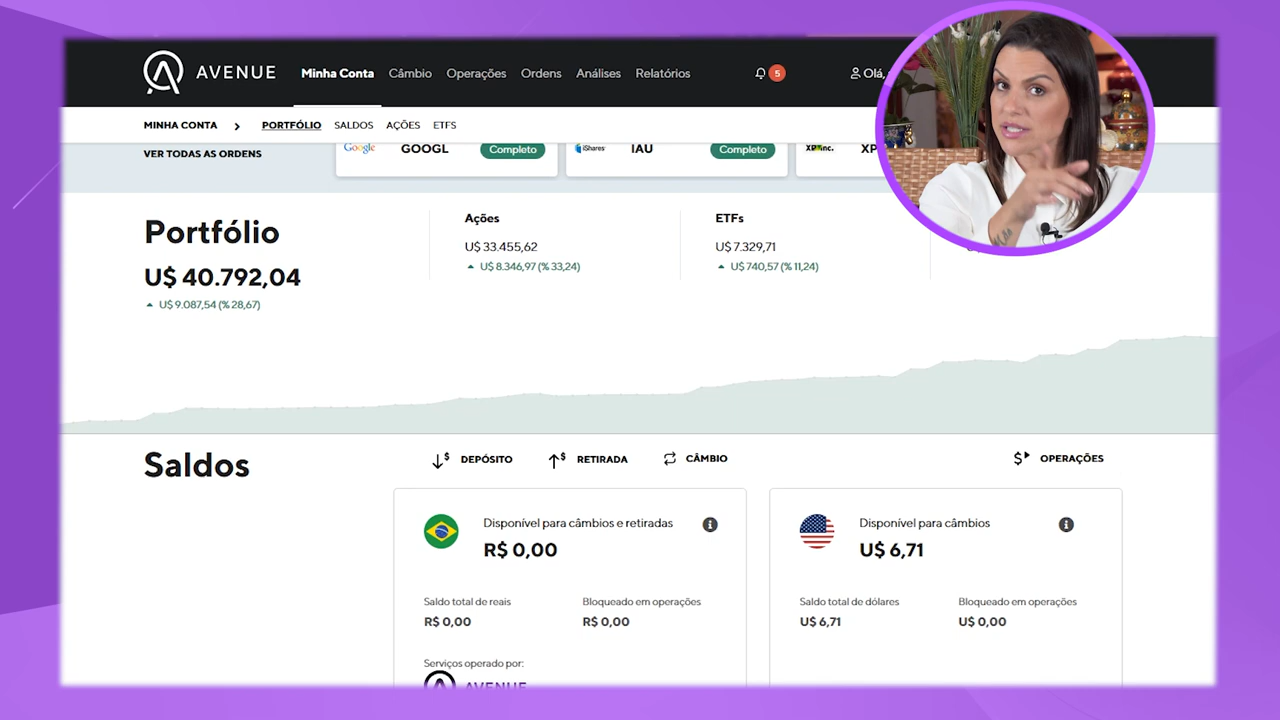 AVENUE
Minha Conta
Câmbio
Operações
Ordens
Análises
Relatórios
5
Olá,
MINHA CONTA
PORTFÓLIO
SALDOS
AÇÕES
ETFS
VER TODAS AS ORDENS
Google
GOOGL
Completo
iShares
IAU
Completo
XP inc.
XP
Portfólio
U$ 40.792,04
U$ 9.087,54 (% 28,67)
Ações
U$ 33.455,62
U$ 8.346,97 (% 33,24)
ETFs
U$ 7.329,71
U$ 740,57 (% 11,24)
Saldos
DEPÓSITO
RETIRADA
CÂMBIO
OPERAÇÕES
Disponível para câmbios e retiradas
R$ 0,00
Saldo total de reais
R$ 0,00
Bloqueado em operações
R$ 0,00
Serviços operado por:
AVENUE
Disponível para câmbios
U$ 6,71
Saldo total de dólares
U$ 6,71
Bloqueado em operações
U$ 0,00